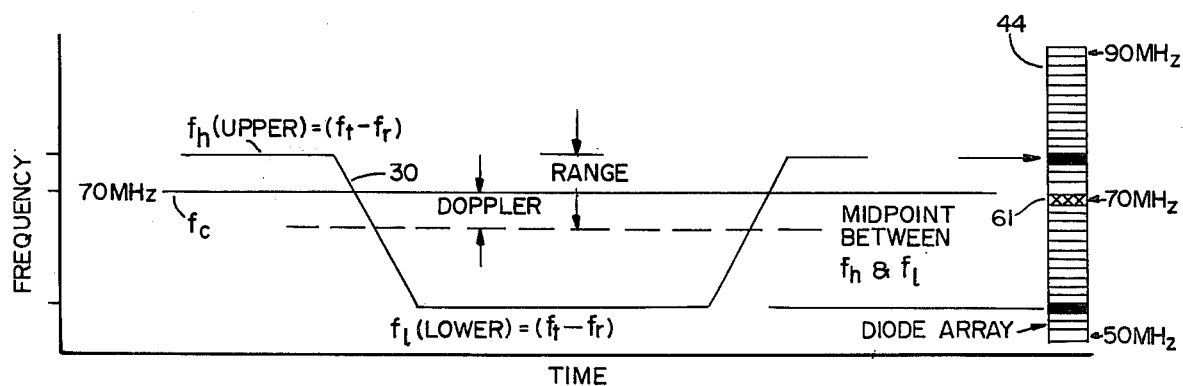 44
90MHz
fh (UPPER) = (ft-fr)
30
RANGE
70MHz
DOPPLER
fc
61
70MHz
MIDPOINT
BETWEEN
fh & fl
FREQUENCY
fl (LOWER) = (ft-fr)
DIODE ARRAY
50MHz
TIME